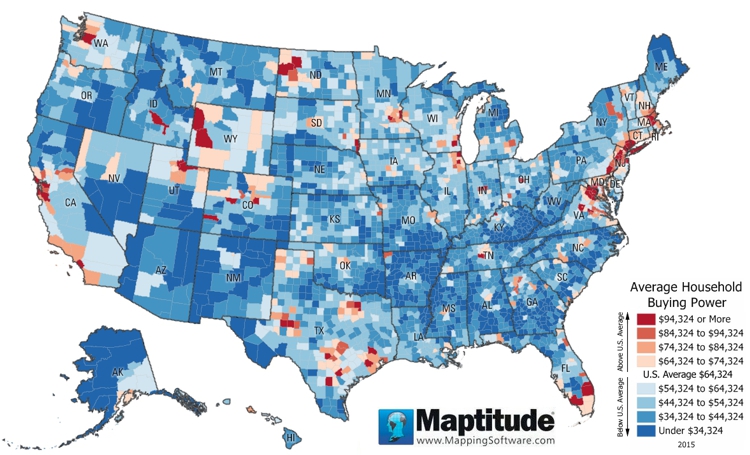 WA
MT
ND
MN
ME
OR
ID
WY
SD
WI
MI
NY
VT
NH
MA
CT
RI
NV
UT
CO
NE
IA
IL
IN
OH
PA
NJ
MD
DE
CA
KS
MO
KY
WV
VA
AZ
NM
OK
AR
TN
NC
SC
TX
LA
MS
AL
GA
FL
AK
HI
Average Household
Buying Power
Above U.S. Average
$94,324 or More
$84,324 to $94,324
$74,324 to $84,324
$64,324 to $74,324
U.S. Average $64,324
Below U.S. Average
$54,324 to $64,324
$44,324 to $54,324
$34,324 to $44,324
Under $34,324
2015
Maptitude®
www.MappingSoftware.com